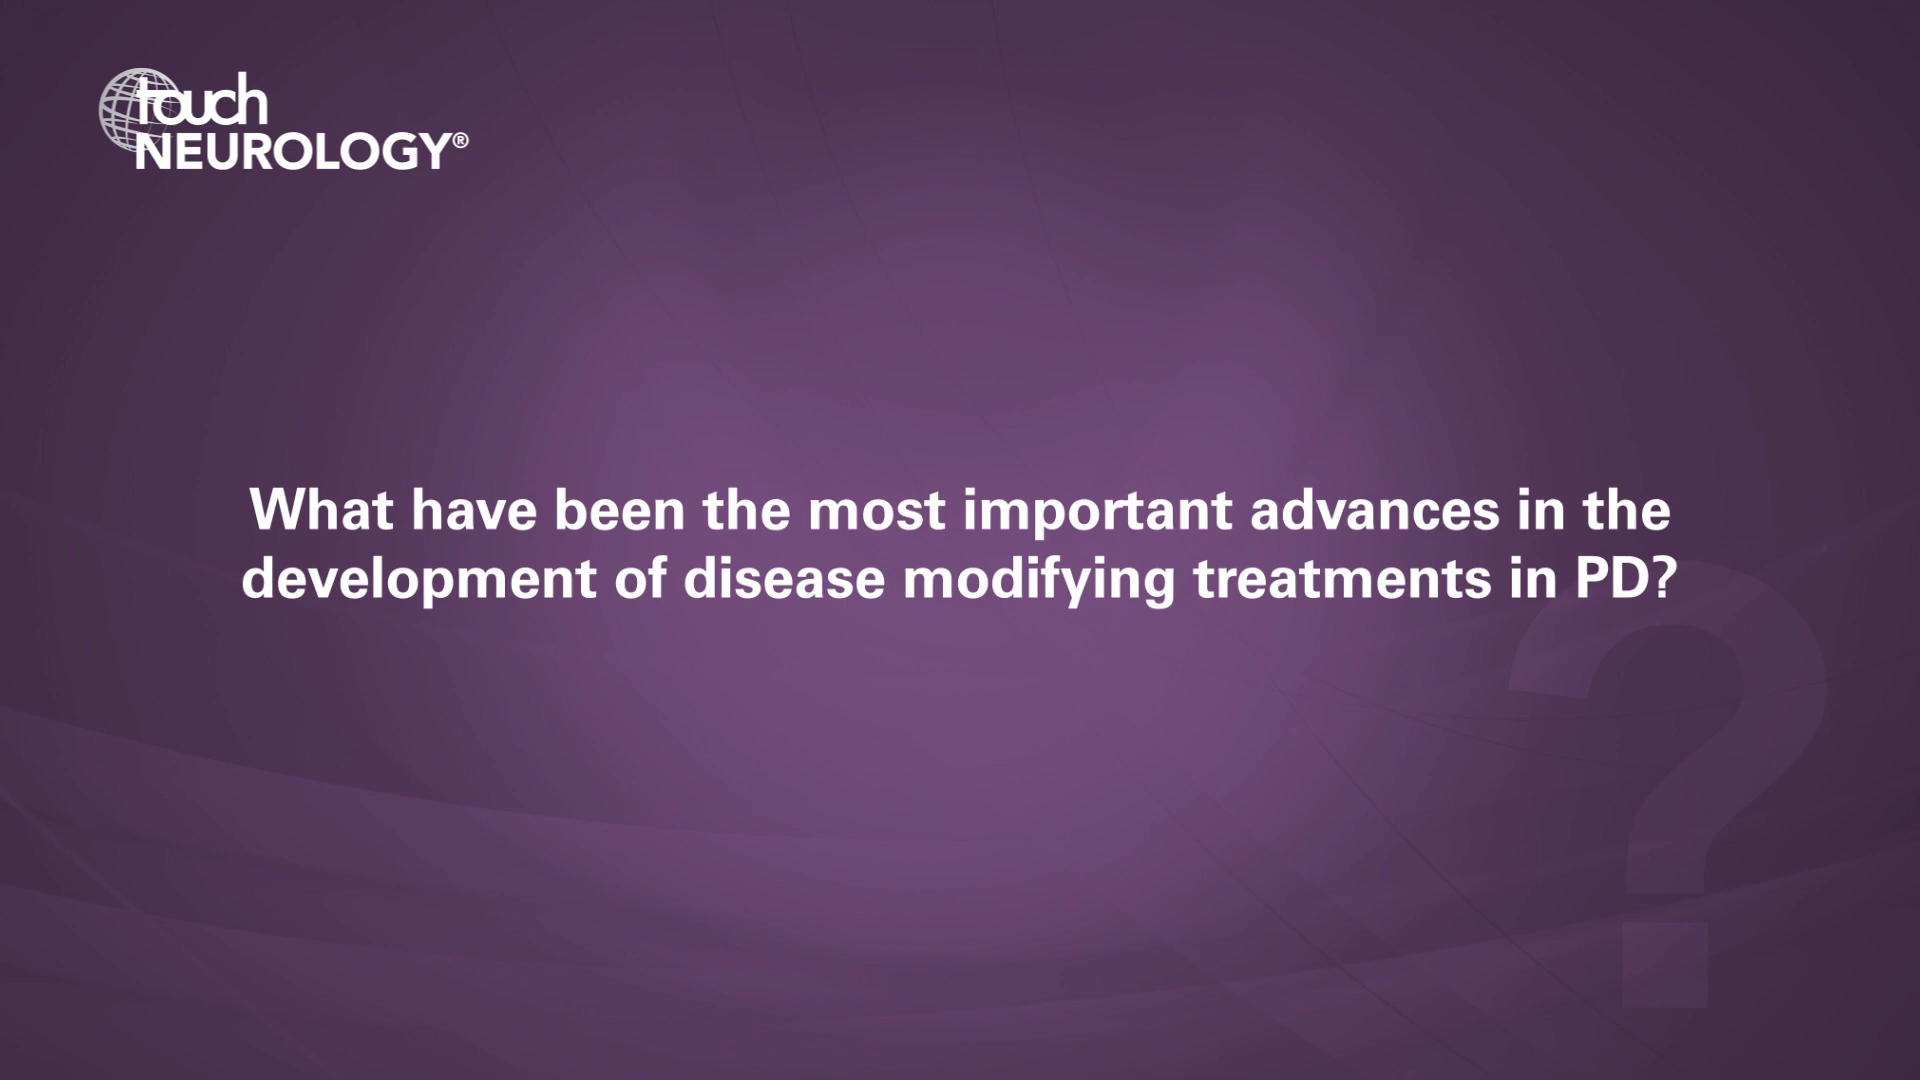 touch
NEUROLOGY®
What have been the most important advances in the
development of disease modifying treatments in PD?
?